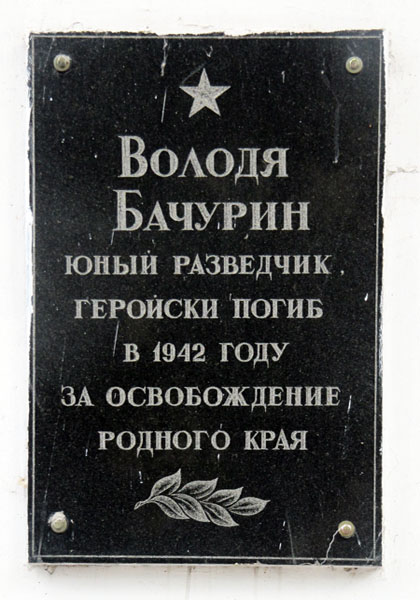 ВОЛОДЯ
БАЧУРИН
ЮНЫЙ РАЗВЕДЧИК
ГЕРОЙСКИ ПОГИБ
В 1942 ГОДУ
ЗА ОСВОБОЖДЕНИЕ
РОДНОГО КРАЯ